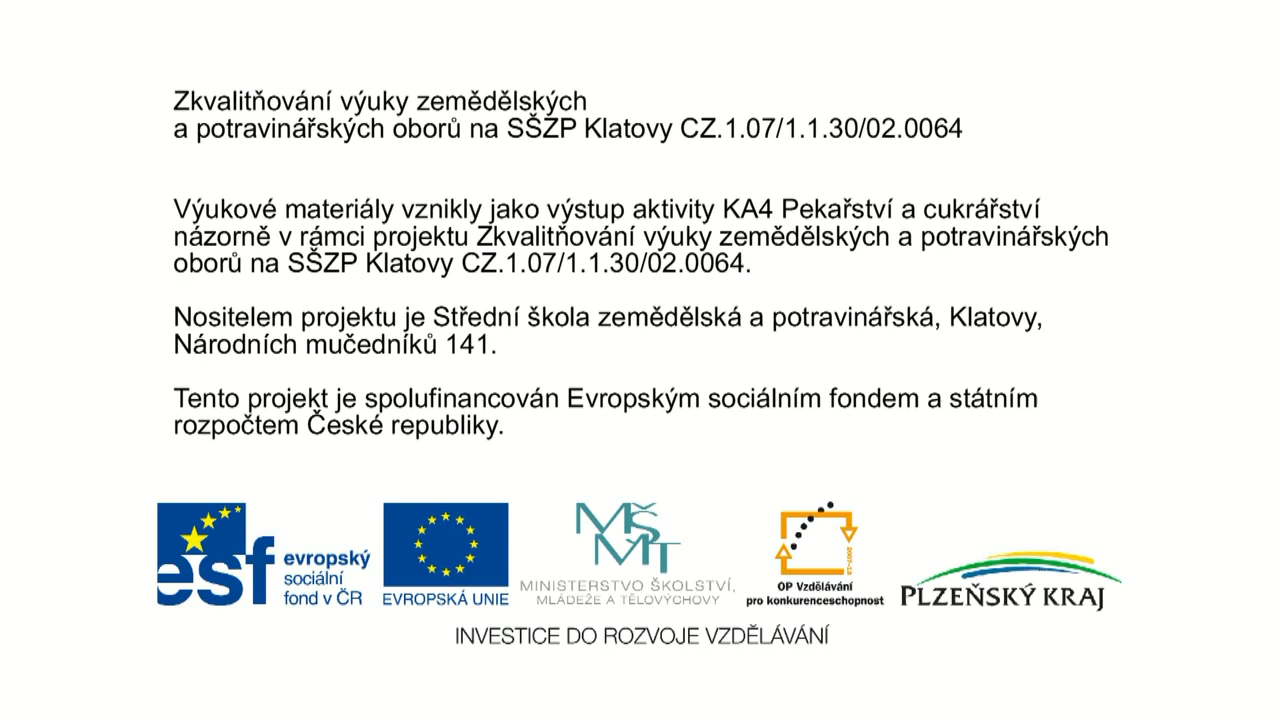 Zkvalitňování výuky zemědělských
a potravinářských oborů na SŠZP Klatovy CZ.1.07/1.1.30/02.0064
Výukové materiály vznikly jako výstup aktivity KA4 Pekařství a cukrářství
názorně v rámci projektu Zkvalitňování výuky zemědělských a potravinářských
oborů na SŠZP Klatovy CZ.1.07/1.1.30/02.0064.
Nositelem projektu je Střední škola zemědělská a potravinářská, Klatovy,
Národních mučedníků 141.
Tento projekt je spolufinancován Evropským sociálním fondem a státním
rozpočtem České republiky.
esf
evropský
sociální
fond v ČR
EVROPSKÁ UNIE
MŠMT
MINISTERSTVO ŠKOLSTVÍ,
MLÁDEŽE A TĚLOVÝCHOVY
2007-13
OP Vzdělávání
pro konkurenceschopnost
PLZEŇSKÝ KRAJ
INVESTICE DO ROZVOJE VZDĚLÁVÁNÍ